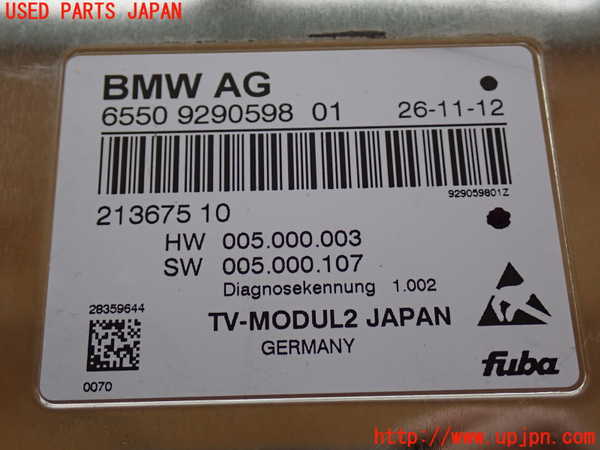 USED PARTS JAPAN
BMW AG
6550 9290598 01 26-11-12
929059801Z
213675 10
HW 005.000.003
SW 005.000.107
Diagnosekennung 1.002
28359644
TV-MODUL2 JAPAN
GERMANY
0070
fuba
http://www.upjpn.com